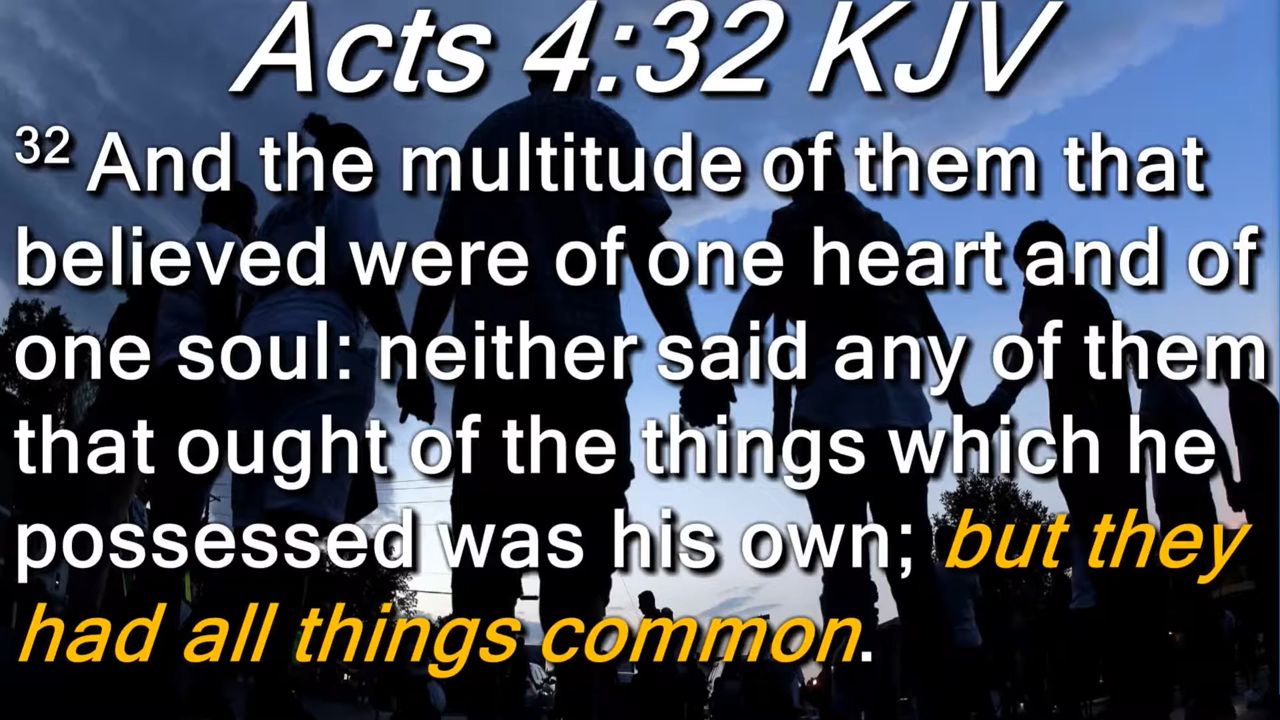 Acts 4:32 KJV
32 And the multitude of them that
believed were of one heart and of
one soul: neither said any of them
that ought of the things which he
possessed was his own; but they
had all things common.